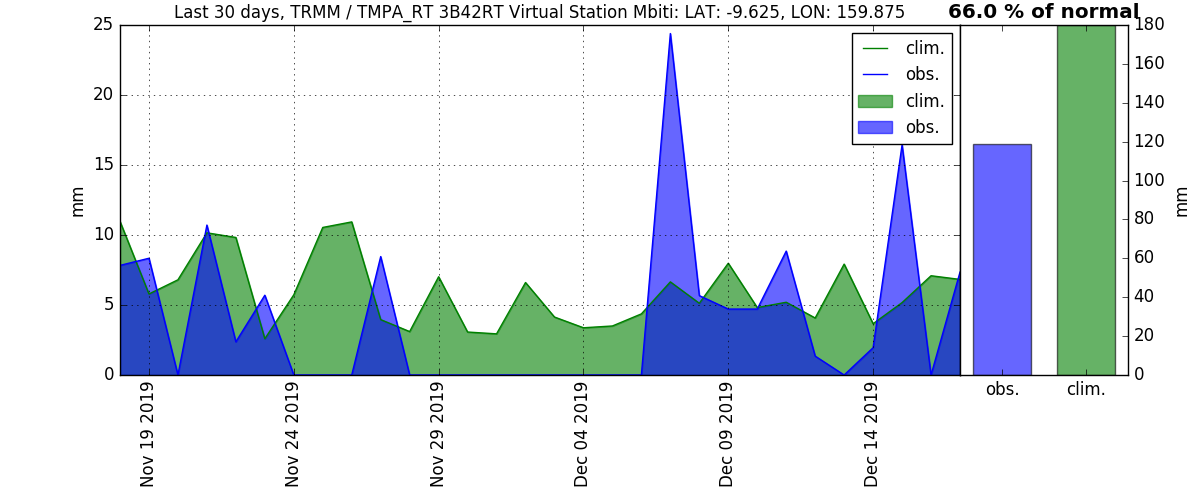 Last 30 days, TRMM / TMPA_RT 3B42RT Virtual Station Mbiti: LAT: -9.625, LON: 159.875
66.0 % of normal
25
20
15
10
5
0
mm
clim.
obs.
clim.
obs.
180
160
140
120
100
80
60
40
20
0
mm
Nov 19 2019
Nov 24 2019
Nov 29 2019
Dec 04 2019
Dec 09 2019
Dec 14 2019
obs.
clim.